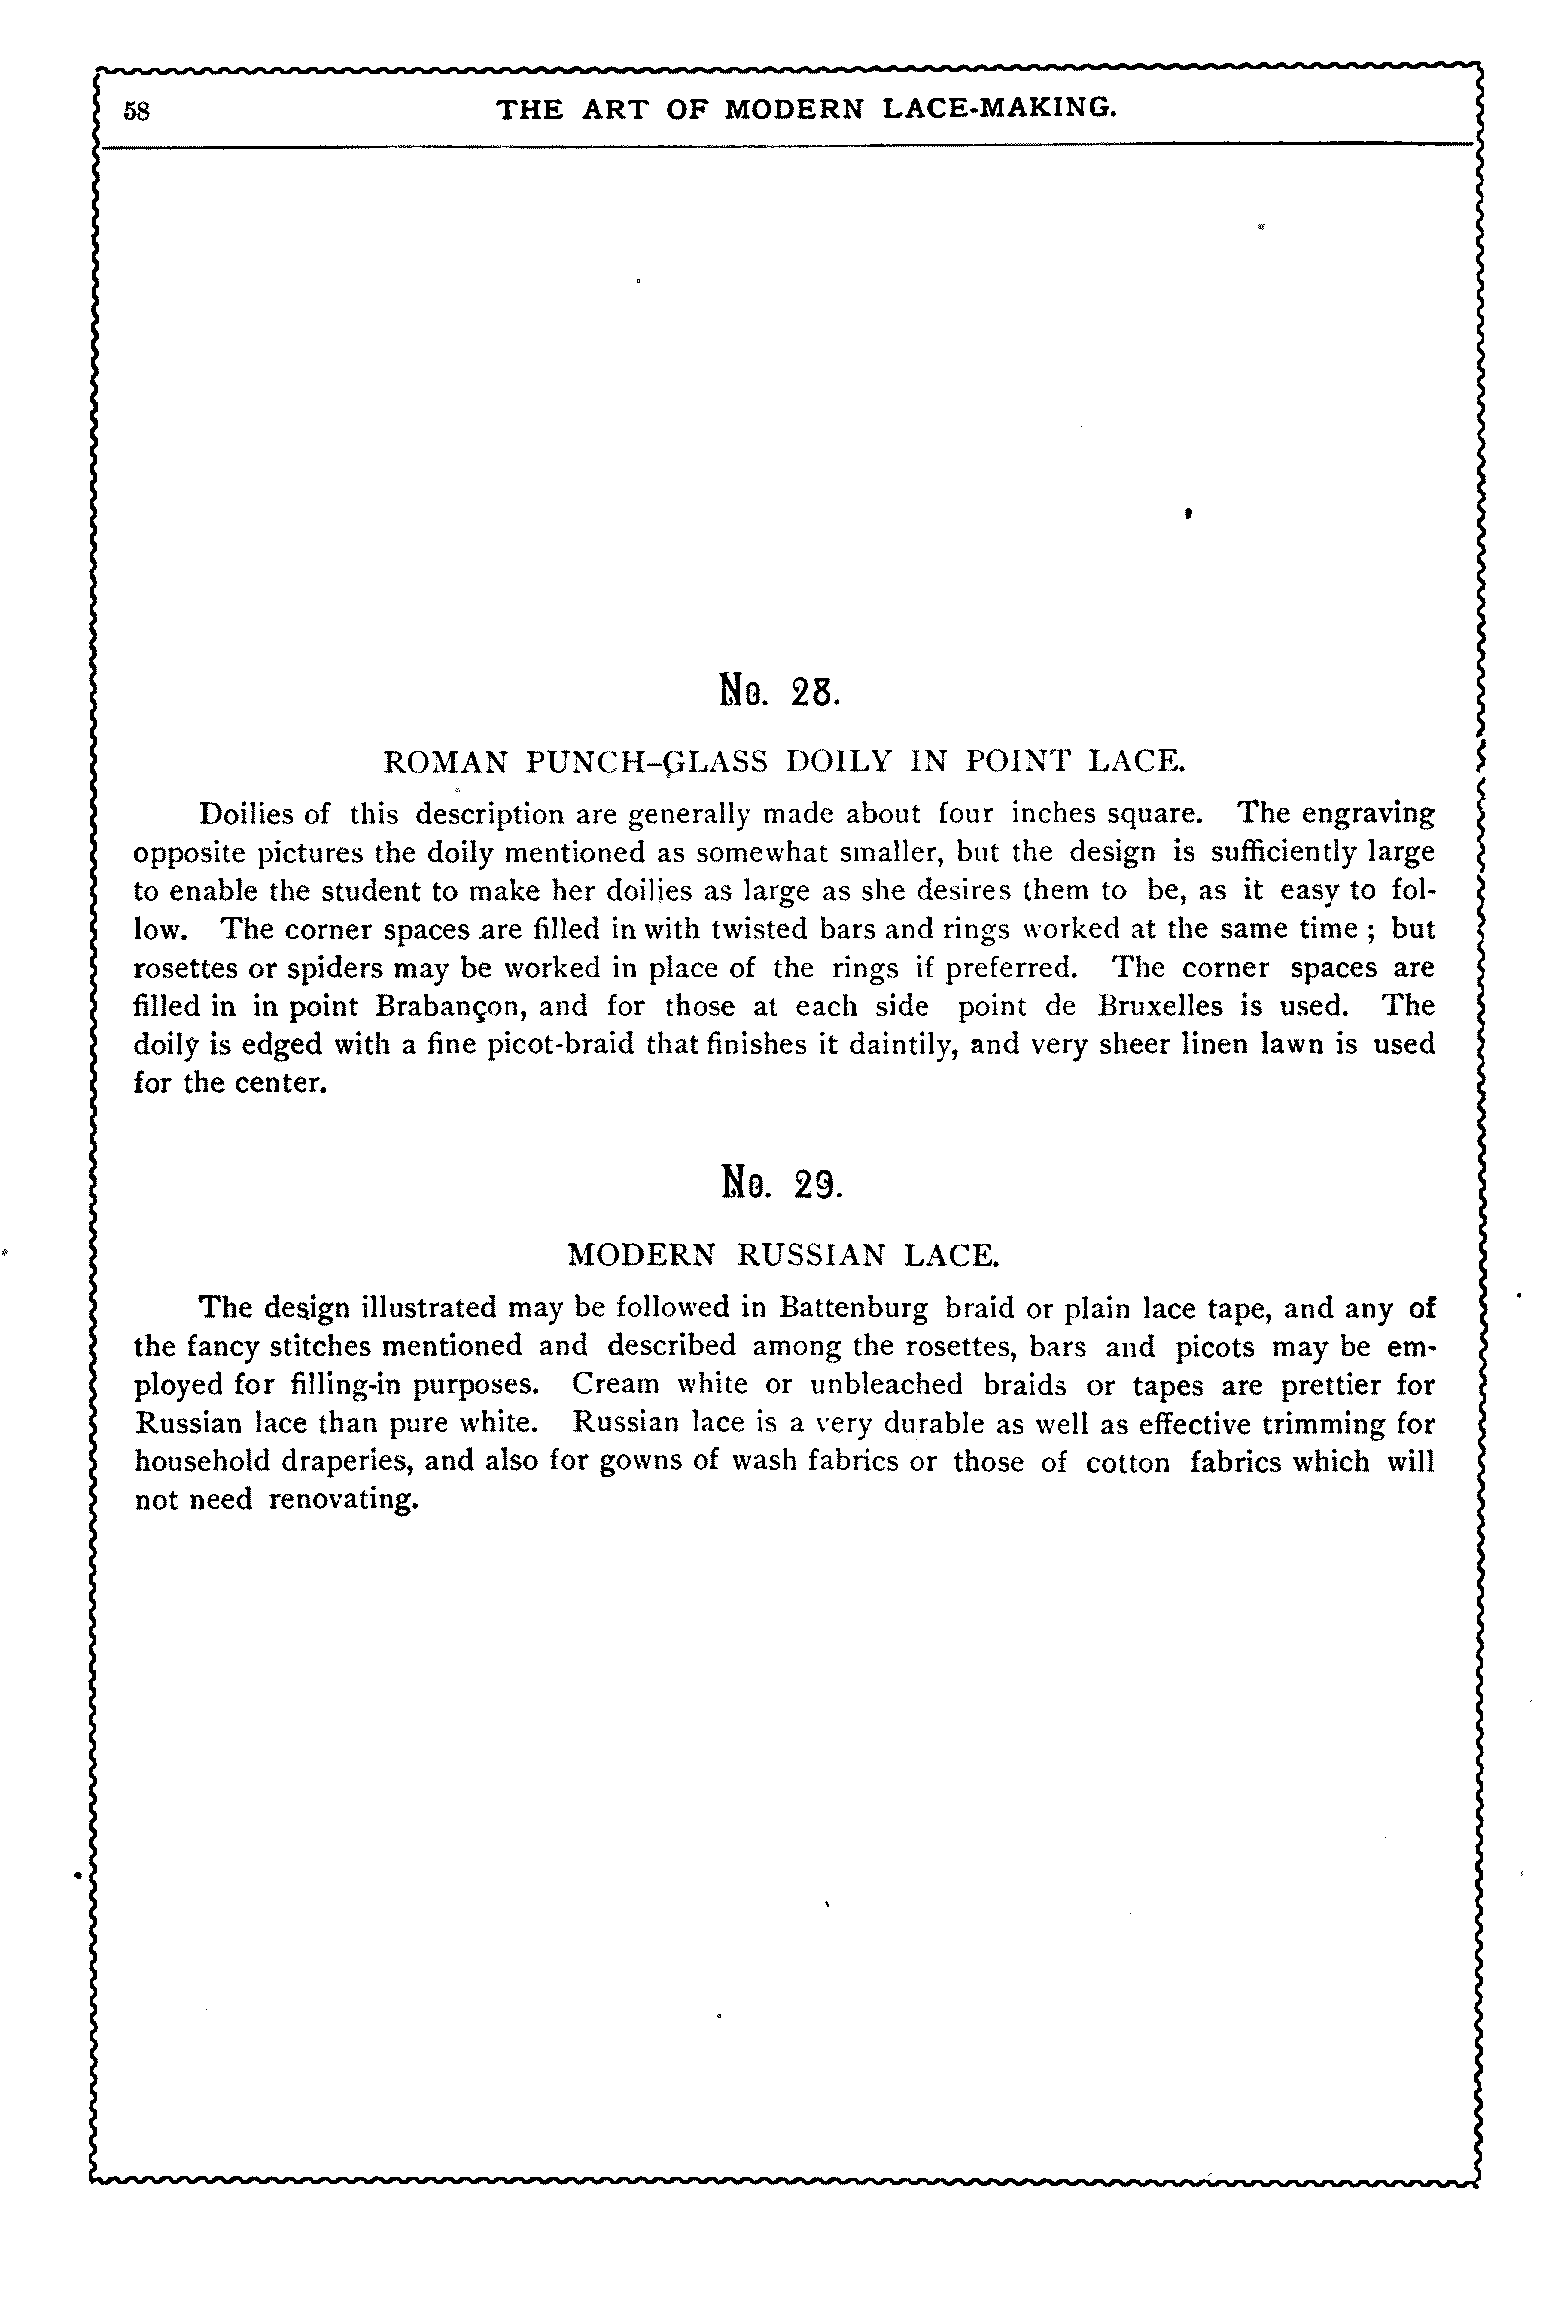 58
THE ART OF MODERN LACE-MAKING.
No. 28.
ROMAN PUNCH-GLASS DOILY IN POINT LACE.
Doilies of this description are generally made about four inches square. The engraving
opposite pictures the doily mentioned as somewhat smaller, but the design is sufficiently large
to enable the student to make her doilies as large as she desires them to be, as it easy to fol-
low. The corner spaces are filled in with twisted bars and rings worked at the same time ; but
rosettes or spiders may be worked in place of the rings if preferred. The corner spaces are
filled in in point Brabançon, and for those at each side point de Bruxelles is used. The
doily is edged with a fine picot-braid that finishes it daintily, and very sheer linen lawn is used
for the center.
No. 29.
MODERN RUSSIAN LACE.
The design illustrated may be followed in Battenburg braid or plain lace tape, and any of
the fancy stitches mentioned and described among the rosettes, bars and picots may be em-
ployed for filling-in purposes. Cream white or unbleached braids or tapes are prettier for
Russian lace than pure white. Russian lace is a very durable as well as effective trimming for
household draperies, and also for gowns of wash fabrics or those of cotton fabrics which will
not need renovating.